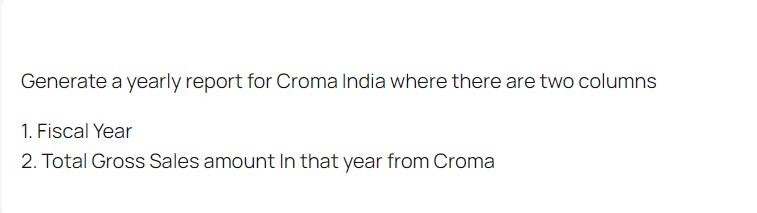 Generate a yearly report for Croma India where there are two columns
1. Fiscal Year
2. Total Gross Sales amount In that year from Croma